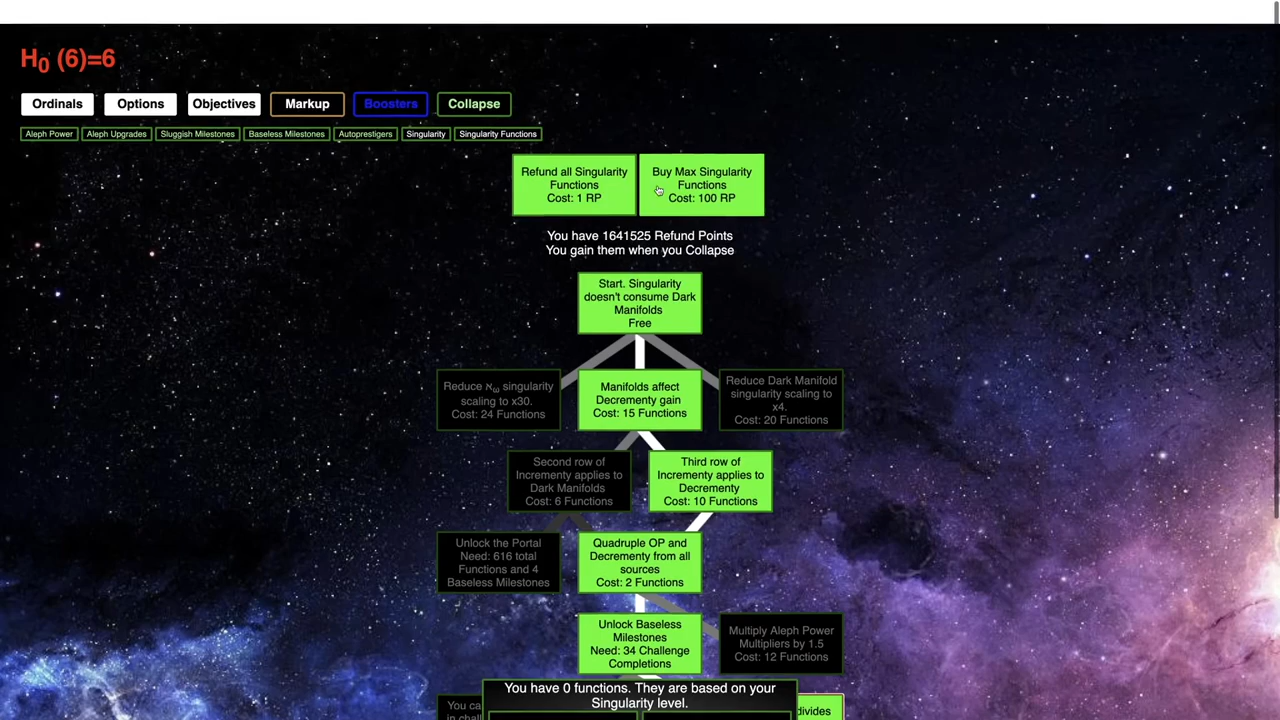 H₀ (6)=6
Ordinals
Options
Objectives
Markup
Boosters
Collapse
Aleph Power
Aleph Upgrades
Sluggish Milestones
Baseless Milestones
Autoprestigers
Singularity
Singularity Functions
Refund all Singularity
Functions
Cost: 1 RP
Buy Max Singularity
Functions
Cost: 100 RP
You have 1641525 Refund Points
You gain them when you Collapse
Start. Singularity
doesn't consume Dark
Manifolds
Free
Reduce ℵω singularity
scaling to x30.
Cost: 24 Functions
Manifolds affect
Decrementy gain
Cost: 15 Functions
Reduce Dark Manifold
singularity scaling to
x4.
Cost: 20 Functions
Second row of
Incrementy applies to
Dark Manifolds
Cost: 6 Functions
Third row of
Incrementy applies to
Decrementy
Cost: 10 Functions
Unlock the Portal
Need: 616 total
Functions and 4
Baseless Milestones
Quadruple OP and
Decrementy from all
sources
Cost: 2 Functions
Unlock Baseless
Milestones
Need: 34 Challenge
Completions
Multiply Aleph Power
Multipliers by 1.5
Cost: 12 Functions
You ca
in chall
You have 0 functions. They are based on your
Singularity level.
divides